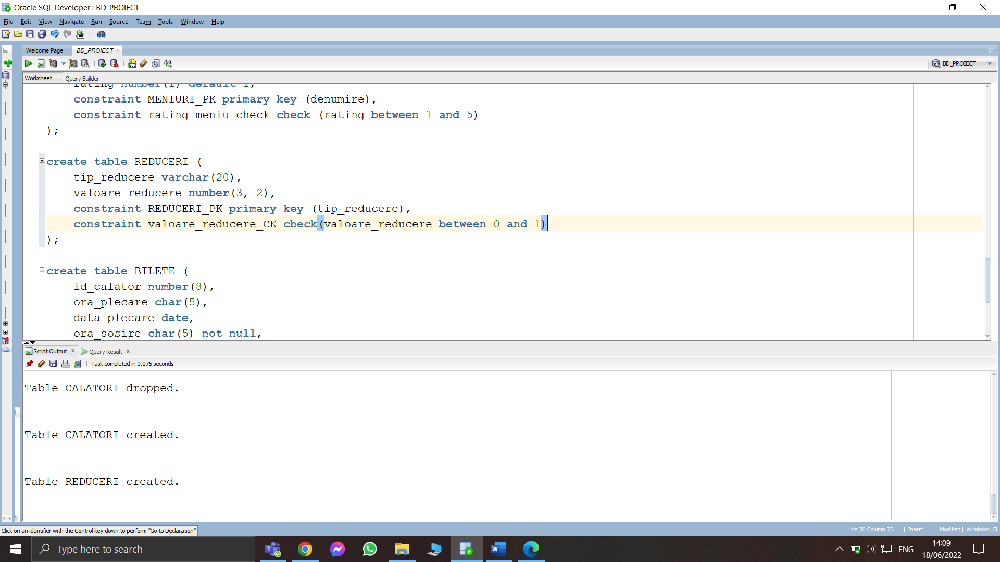 Oracle SQL Developer : BD_PROIECT
File Edit View Navigate Run Source Team Tools Window Help
Welcome Page BD_PROIECT
BD_PROIECT
Worksheet Query Builder
rating number(1) default 1,
constraint MENIURI_PK primary key (denumire),
constraint rating_meniu_check check (rating between 1 and 5)
);
create table REDUCERI (
tip_reducere varchar(20),
valoare_reducere number(3, 2),
constraint REDUCERI_PK primary key (tip_reducere),
constraint valoare_reducere_CK check(valoare_reducere between 0 and 1)
);
create table BILETE (
id_calator number(8),
ora_plecare char(5),
data_plecare date,
ora_sosire char(5) not null,
Script Output x Query Result x
Task completed in 0.075 seconds
Table CALATORI dropped.
Table CALATORI created.
Table REDUCERI created.
Click on an identifier with the Control key down to perform "Go to Declaration"
Line 70 Column 75 Insert Modified Windows:
Type here to search
ENG
14:09
18/06/2022